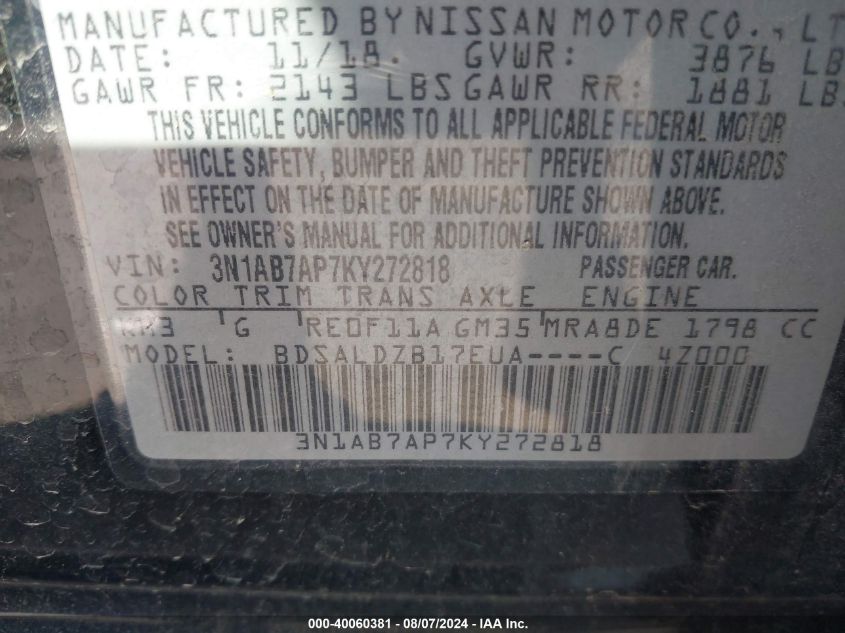 MANUFACTURED BY NISSAN MOTOR CO., LT
DATE: 11/18. GVWR: 3876 LB
GAWR FR: 2143 LBS GAWR RR: 1881 LBS
THIS VEHICLE CONFORMS TO ALL APPLICABLE FEDERAL MOTOR
VEHICLE SAFETY, BUMPER AND THEFT PREVENTION STANDARDS
IN EFFECT ON THE DATE OF MANUFACTURE SHOWN ABOVE.
SEE OWNER'S MANUAL FOR ADDITIONAL INFORMATION.
VIN: 3N1AB7AP7KY272818 PASSENGER CAR.
COLOR TRIM TRANS AXLE ENGINE
G RE0F11A GM35 MRA8DE 1798 CC
MODEL: BDSALDZB17EUA----C 4Z000
3N1AB7AP7KY272818
000-40060381 - 08/07/2024 - IAA Inc.